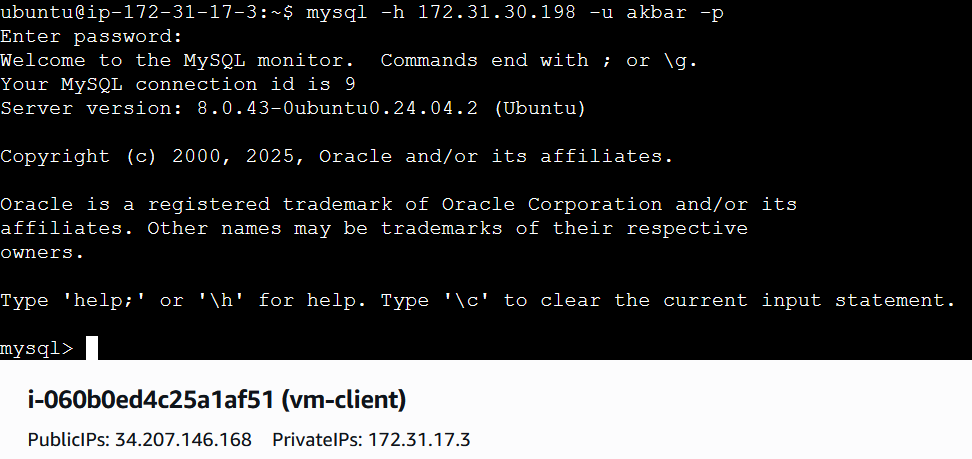 ubuntu@ip-172-31-17-3:~$ mysql -h 172.31.30.198 -u akbar -p
Enter password:
Welcome to the MySQL monitor.  Commands end with ; or \g.
Your MySQL connection id is 9
Server version: 8.0.43-0ubuntu0.24.04.2 (Ubuntu)
Copyright (c) 2000, 2025, Oracle and/or its affiliates.
Oracle is a registered trademark of Oracle Corporation and/or its
affiliates. Other names may be trademarks of their respective
owners.
Type 'help;' or '\h' for help. Type '\c' to clear the current input statement.
mysql>
i-060b0ed4c25a1af51 (vm-client)
PublicIPs: 34.207.146.168    PrivateIPs: 172.31.17.3